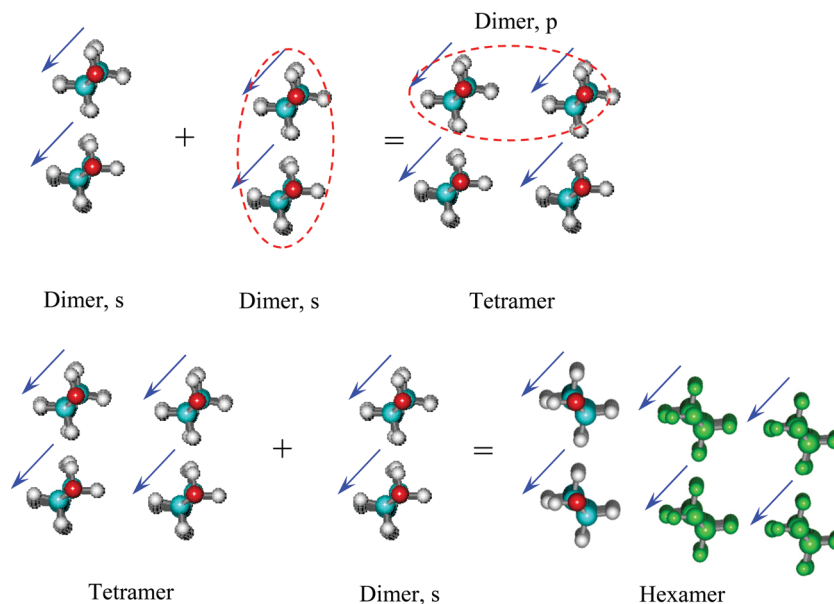 Dimer, p
+
=
Dimer, s
Dimer, s
Tetramer
+
=
Tetramer
Dimer, s
Hexamer